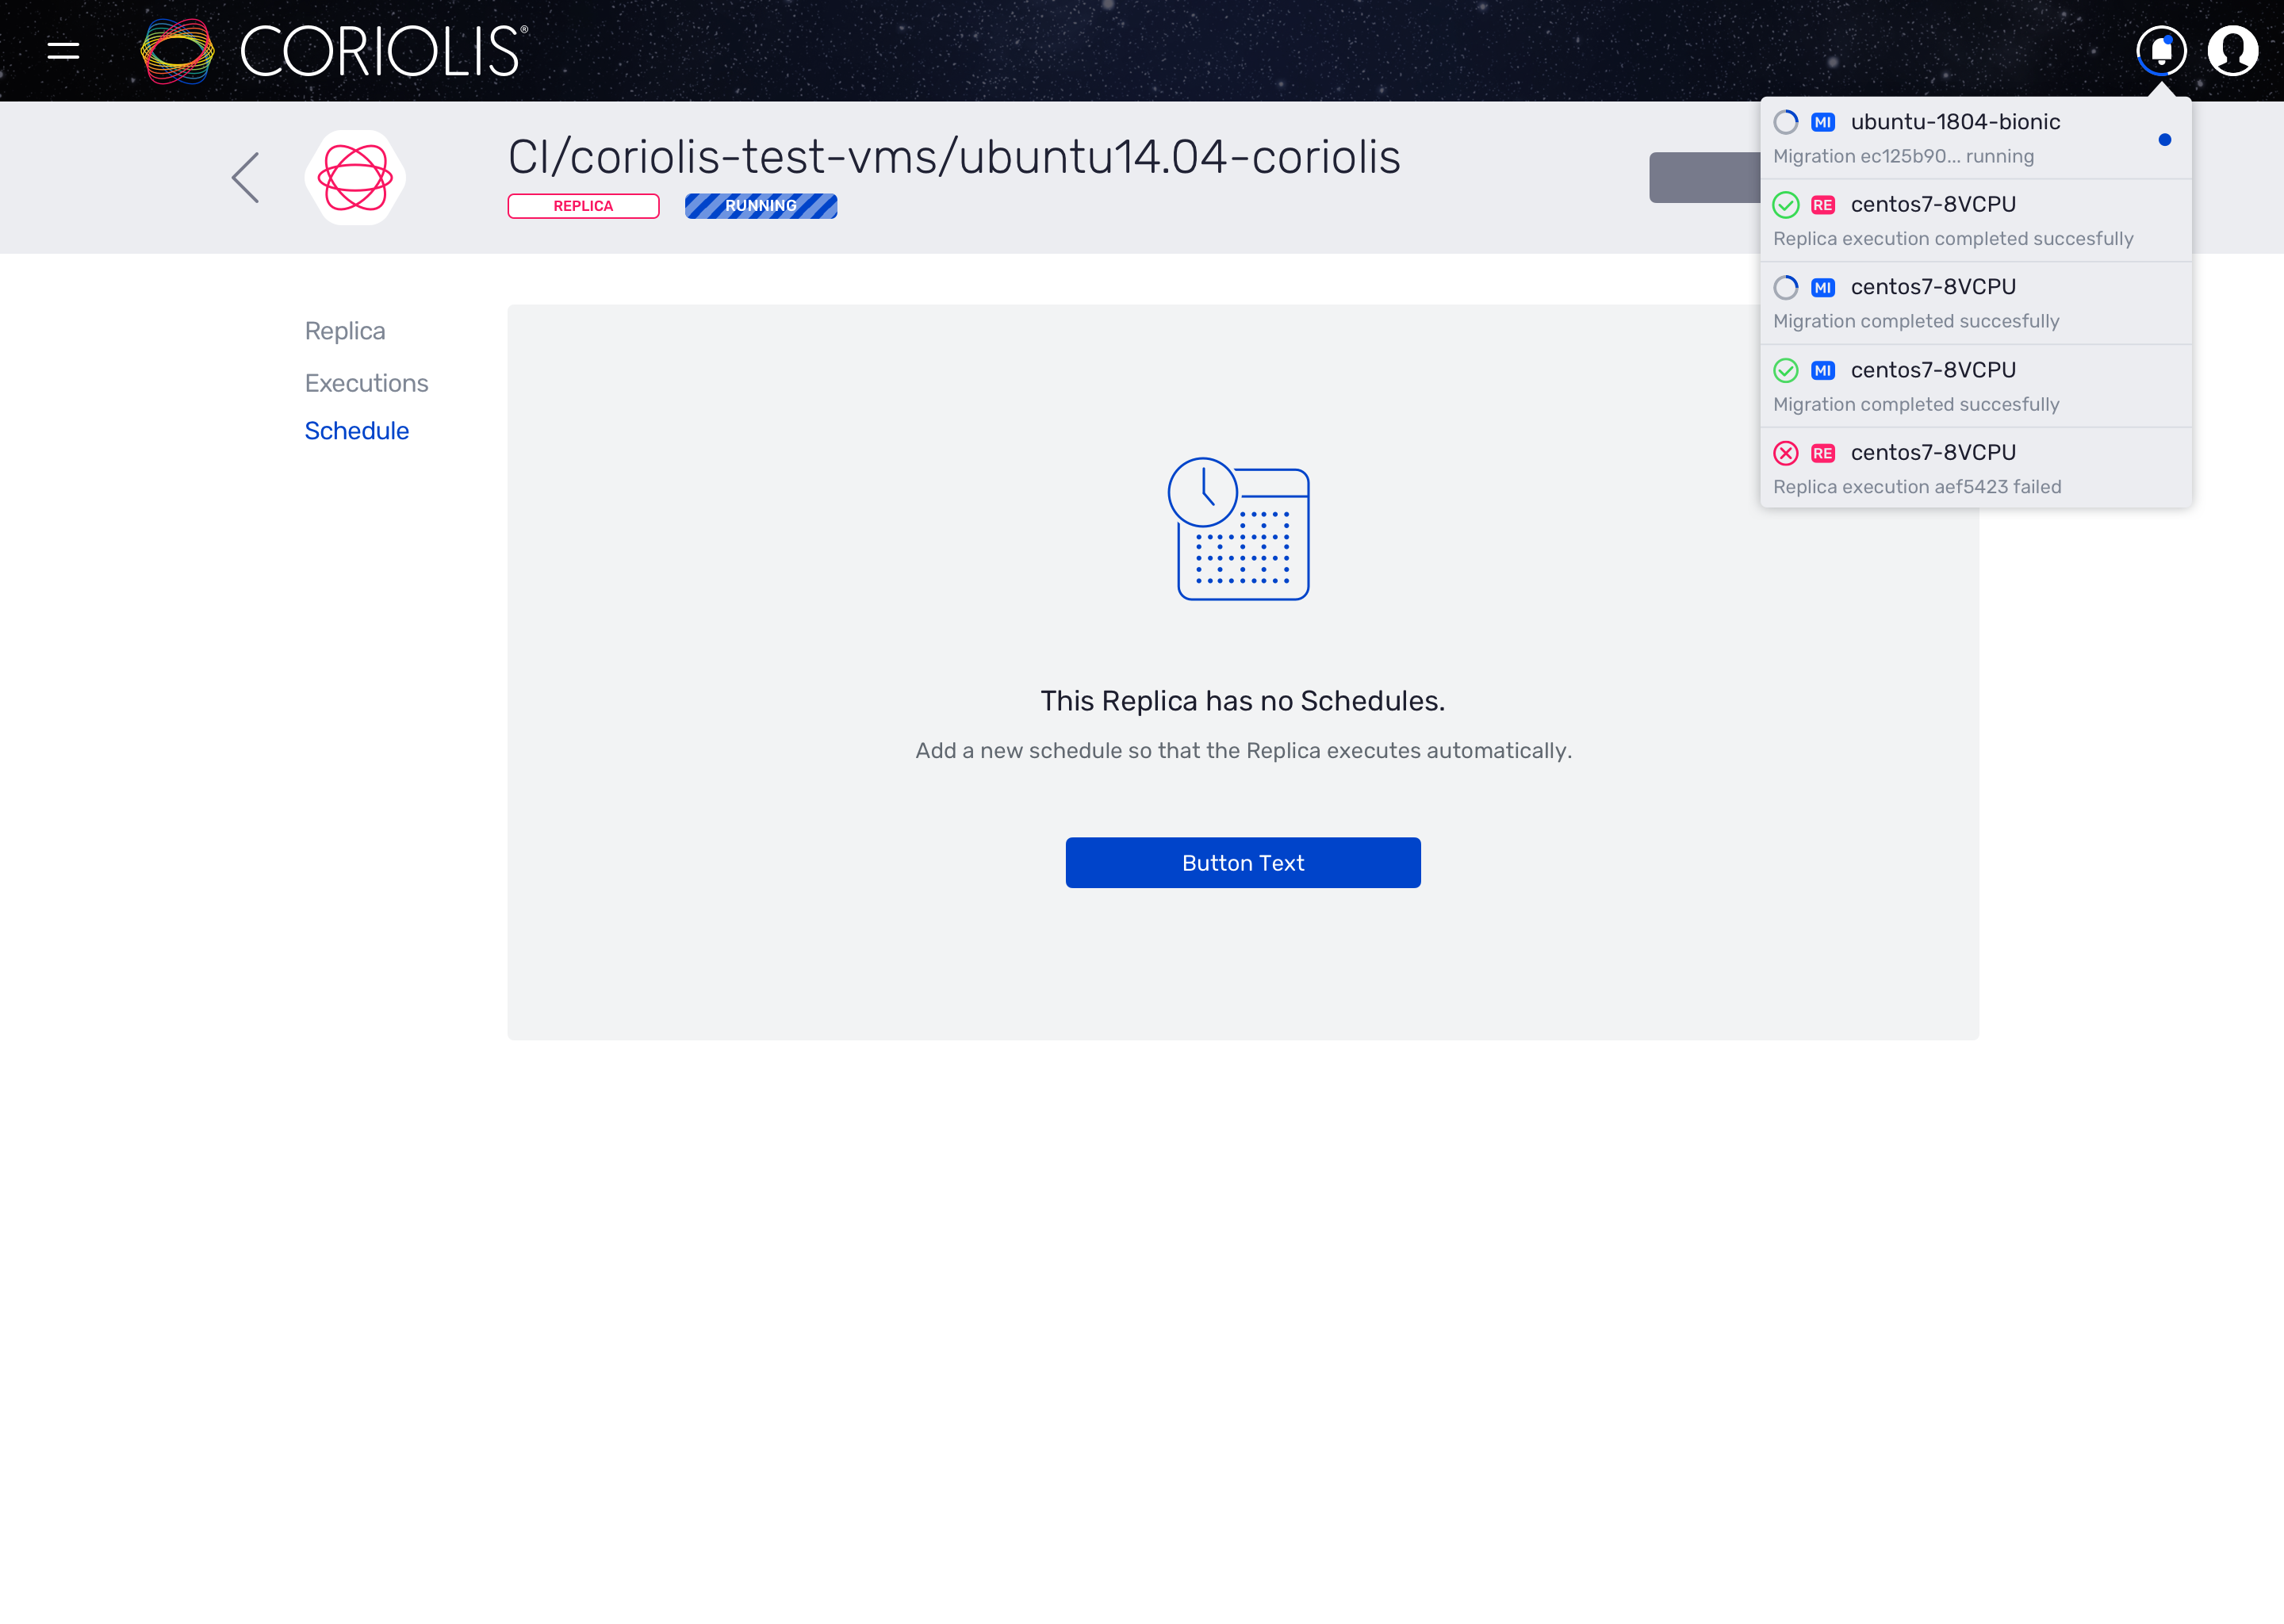 CORIOLIS®
CI/coriolis-test-vms/ubuntu14.04-coriolis
REPLICA
RUNNING
MI ubuntu-1804-bionic
Migration ec125b90... running
RE centos7-8VCPU
Replica execution completed succesfully
MI centos7-8VCPU
Migration completed succesfully
MI centos7-8VCPU
Migration completed succesfully
RE centos7-8VCPU
Replica execution aef5423 failed
Replica
Executions
Schedule
This Replica has no Schedules.
Add a new schedule so that the Replica executes automatically.
Button Text